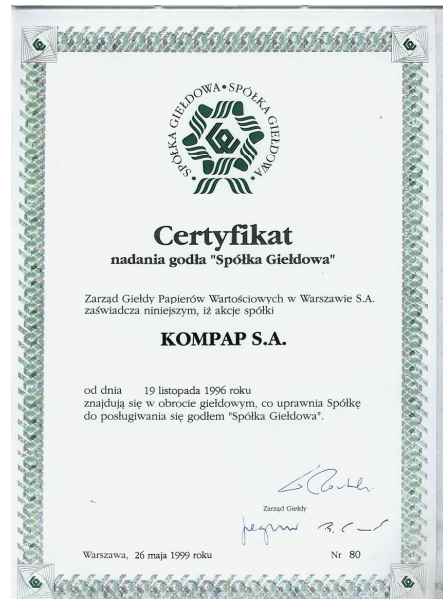 SPÓŁKA GIEŁDOWA • SPÓŁKA GIEŁDOWA •
Certyfikat
nadania godła "Spółka Giełdowa"
Zarząd Giełdy Papierów Wartościowych w Warszawie S.A.
zaświadcza niniejszym, iż akcje spółki
KOMPAP S.A.
od dnia 19 listopada 1996 roku
znajdują się w obrocie giełdowym, co uprawnia Spółkę
do posługiwania się godłem "Spółka Giełdowa".
Zarząd Giełdy
Warszawa, 26 maja 1999 roku Nr 80